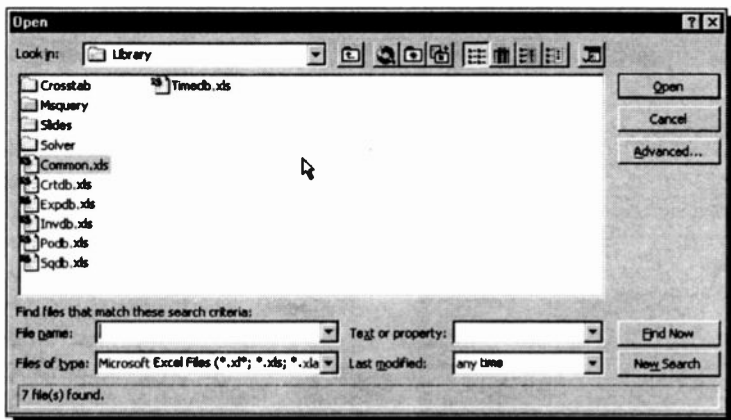 Open
Look in: Library
Crosstab Timedb.xls
Msquery
Slides
Solver
Common.xls
Crtdb.xls
Expdb.xls
Invdb.xls
Podb.xls
Sqdb.xls
Open
Cancel
Advanced...
Find files that match these search criteria:
File name: Text or property: Find Now
Files of type: Microsoft Excel Files (*.xl*; *.xls; *.xla Last modified: any time New Search
7 file(s) found.